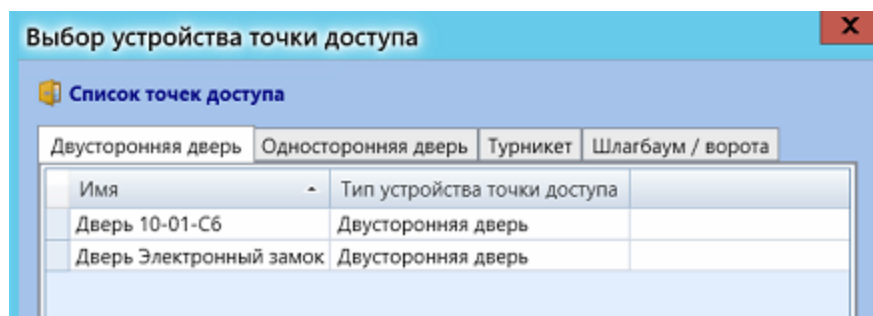 Выбор устройства точки доступа
X
Список точек доступа
Двусторонняя дверь Односторонняя дверь Турникет Шлагбаум / ворота
Имя Тип устройства точки доступа
Дверь 10-01-С6 Двусторонняя дверь
Дверь Электронный замок Двусторонняя дверь